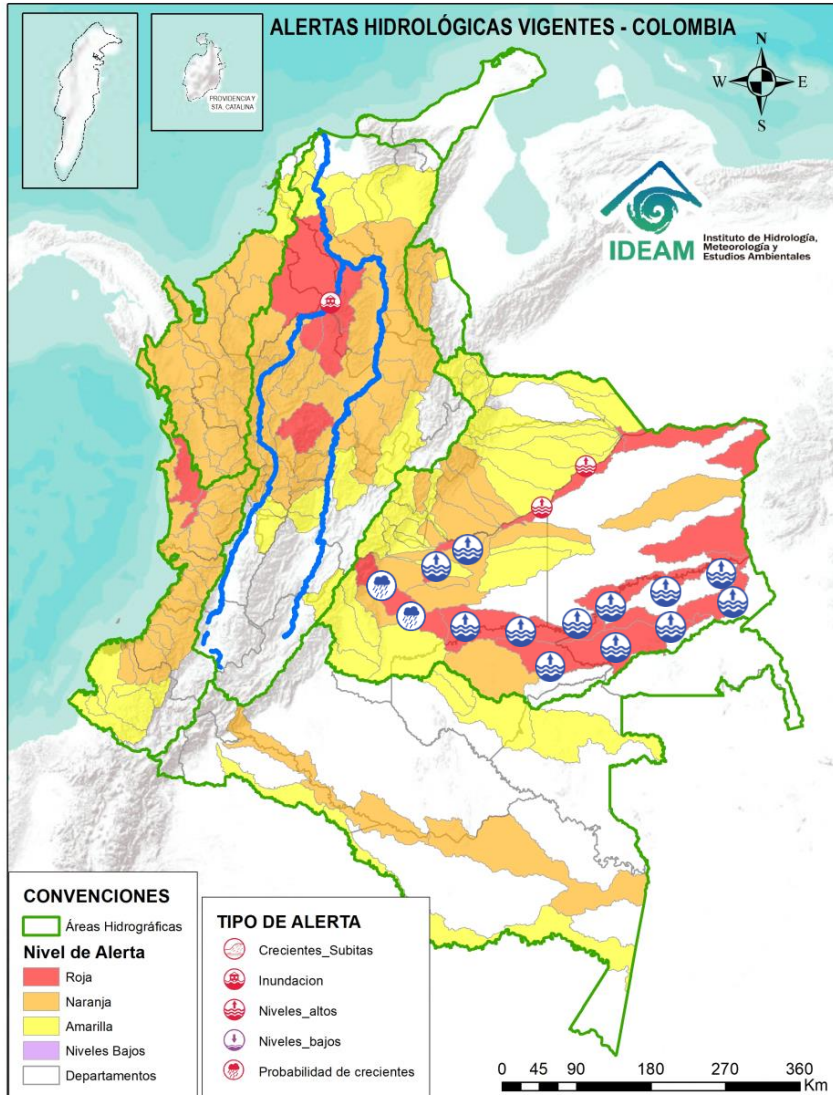 ALERTAS HIDROLÓGICAS VIGENTES - COLOMBIA
PROVIDENCIA Y
STA. CATALINA
N
W
E
S
IDEAM
Instituto de Hidrología,
Meteorología y
Estudios Ambientales
CONVENCIONES
Áreas Hidrográficas
Nivel de Alerta
Roja
Naranja
Amarilla
Niveles Bajos
Departamentos
TIPO DE ALERTA
Crecientes_Subitas
Inundacion
Niveles_altos
Niveles_bajos
Probabilidad de crecientes
0 45 90 180 270 360
Km